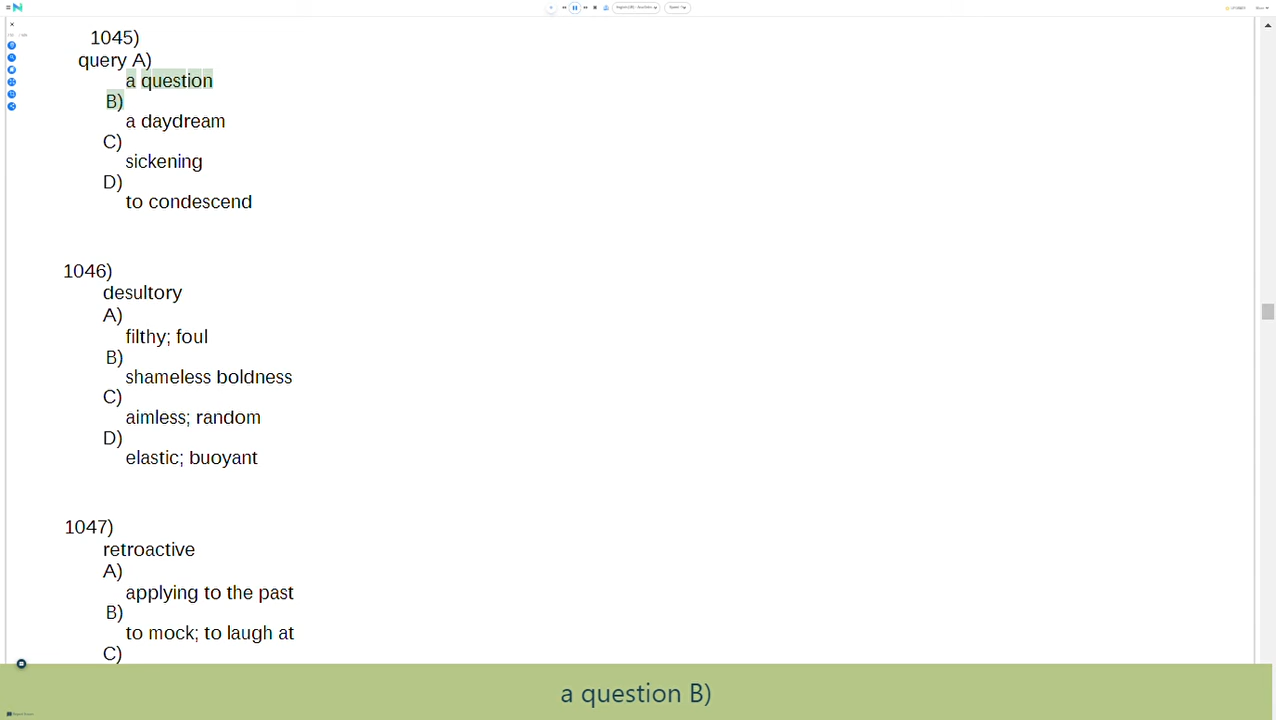 1045)
query A)
a question
B)
a daydream
C)
sickening
D)
to condescend
1046)
desultory
A)
filthy; foul
B)
shameless boldness
C)
aimless; random
D)
elastic; buoyant
1047)
retroactive
A)
applying to the past
B)
to mock; to laugh at
C)
a question B)